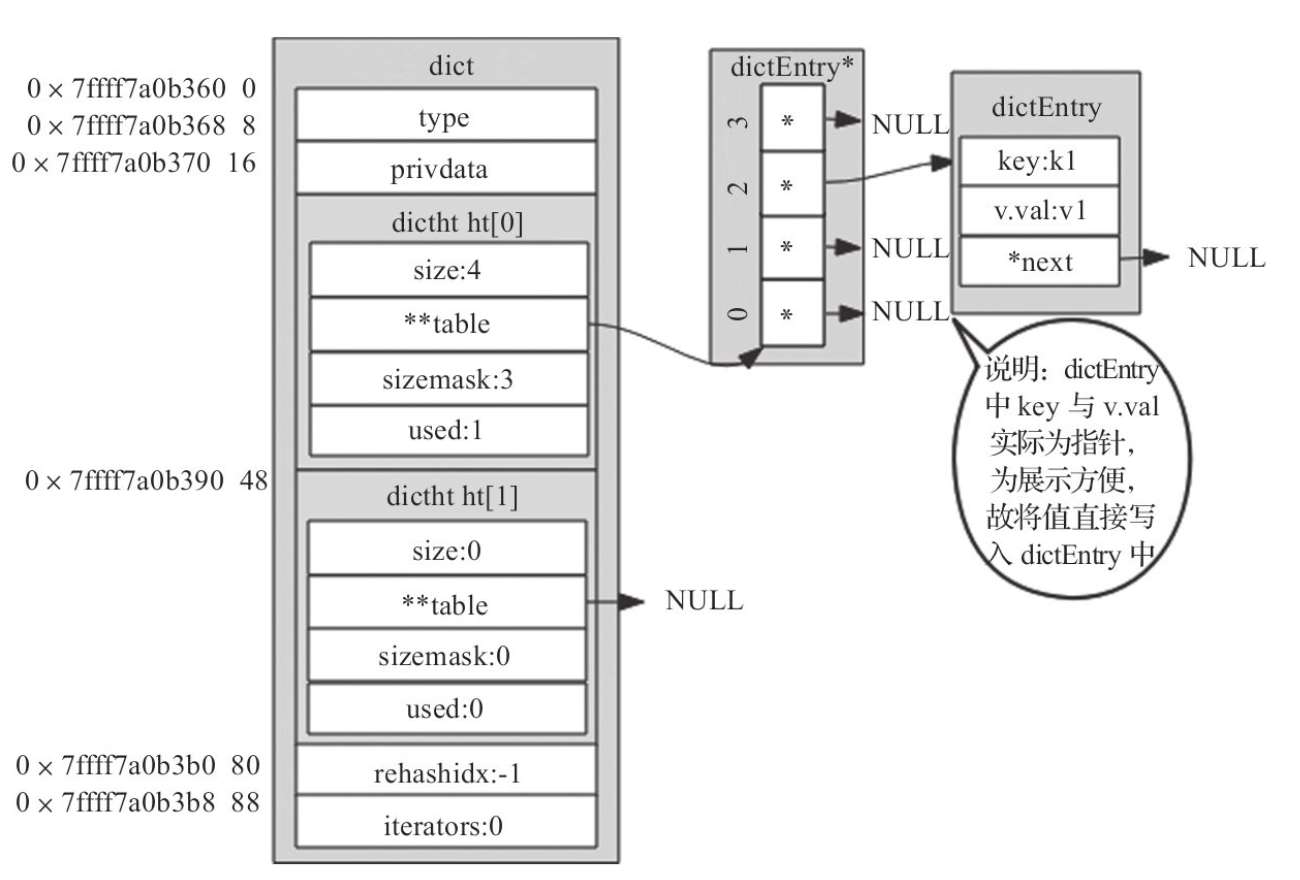 0 × 7ffff7a0b360 0
0 × 7ffff7a0b368 8
0 × 7ffff7a0b370 16
0 × 7ffff7a0b390 48
0 × 7ffff7a0b3b0 80
0 × 7ffff7a0b3b8 88
dict
type
privdata
dictht ht[0]
size:4
**table
sizemask:3
used:1
dictht ht[1]
size:0
**table
NULL
sizemask:0
used:0
rehashidx:-1
iterators:0
dictEntry*
3 * NULL
2 *
1 * NULL
0 * NULL
dictEntry
key:k1
v.val:v1
*next
NULL
说明：dictEntry
中 key 与 v.val
实际为指针，
为展示方便，
故将值直接写
入 dictEntry 中